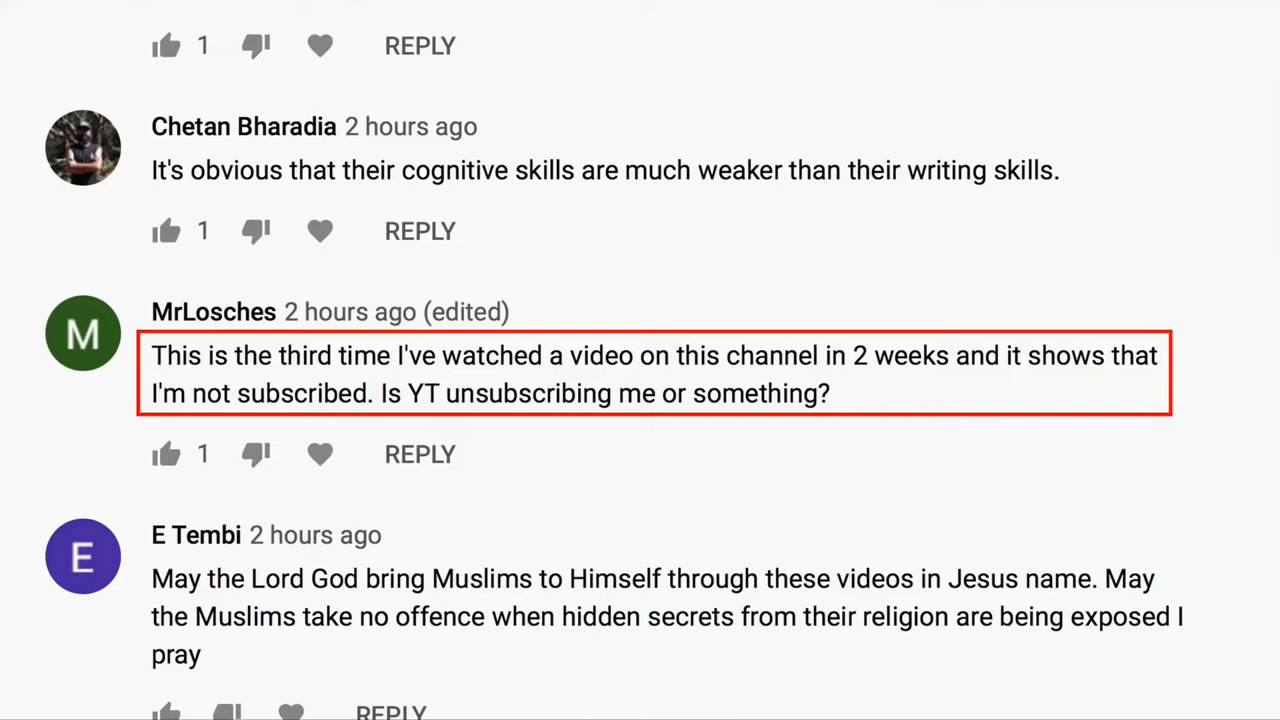 1 REPLY
Chetan Bharadia 2 hours ago
It's obvious that their cognitive skills are much weaker than their writing skills.
1 REPLY
MrLosches 2 hours ago (edited)
M
This is the third time I've watched a video on this channel in 2 weeks and it shows that
I'm not subscribed. Is YT unsubscribing me or something?
1 REPLY
E Tembi 2 hours ago
E
May the Lord God bring Muslims to Himself through these videos in Jesus name. May
the Muslims take no offence when hidden secrets from their religion are being exposed I
pray
REPLY